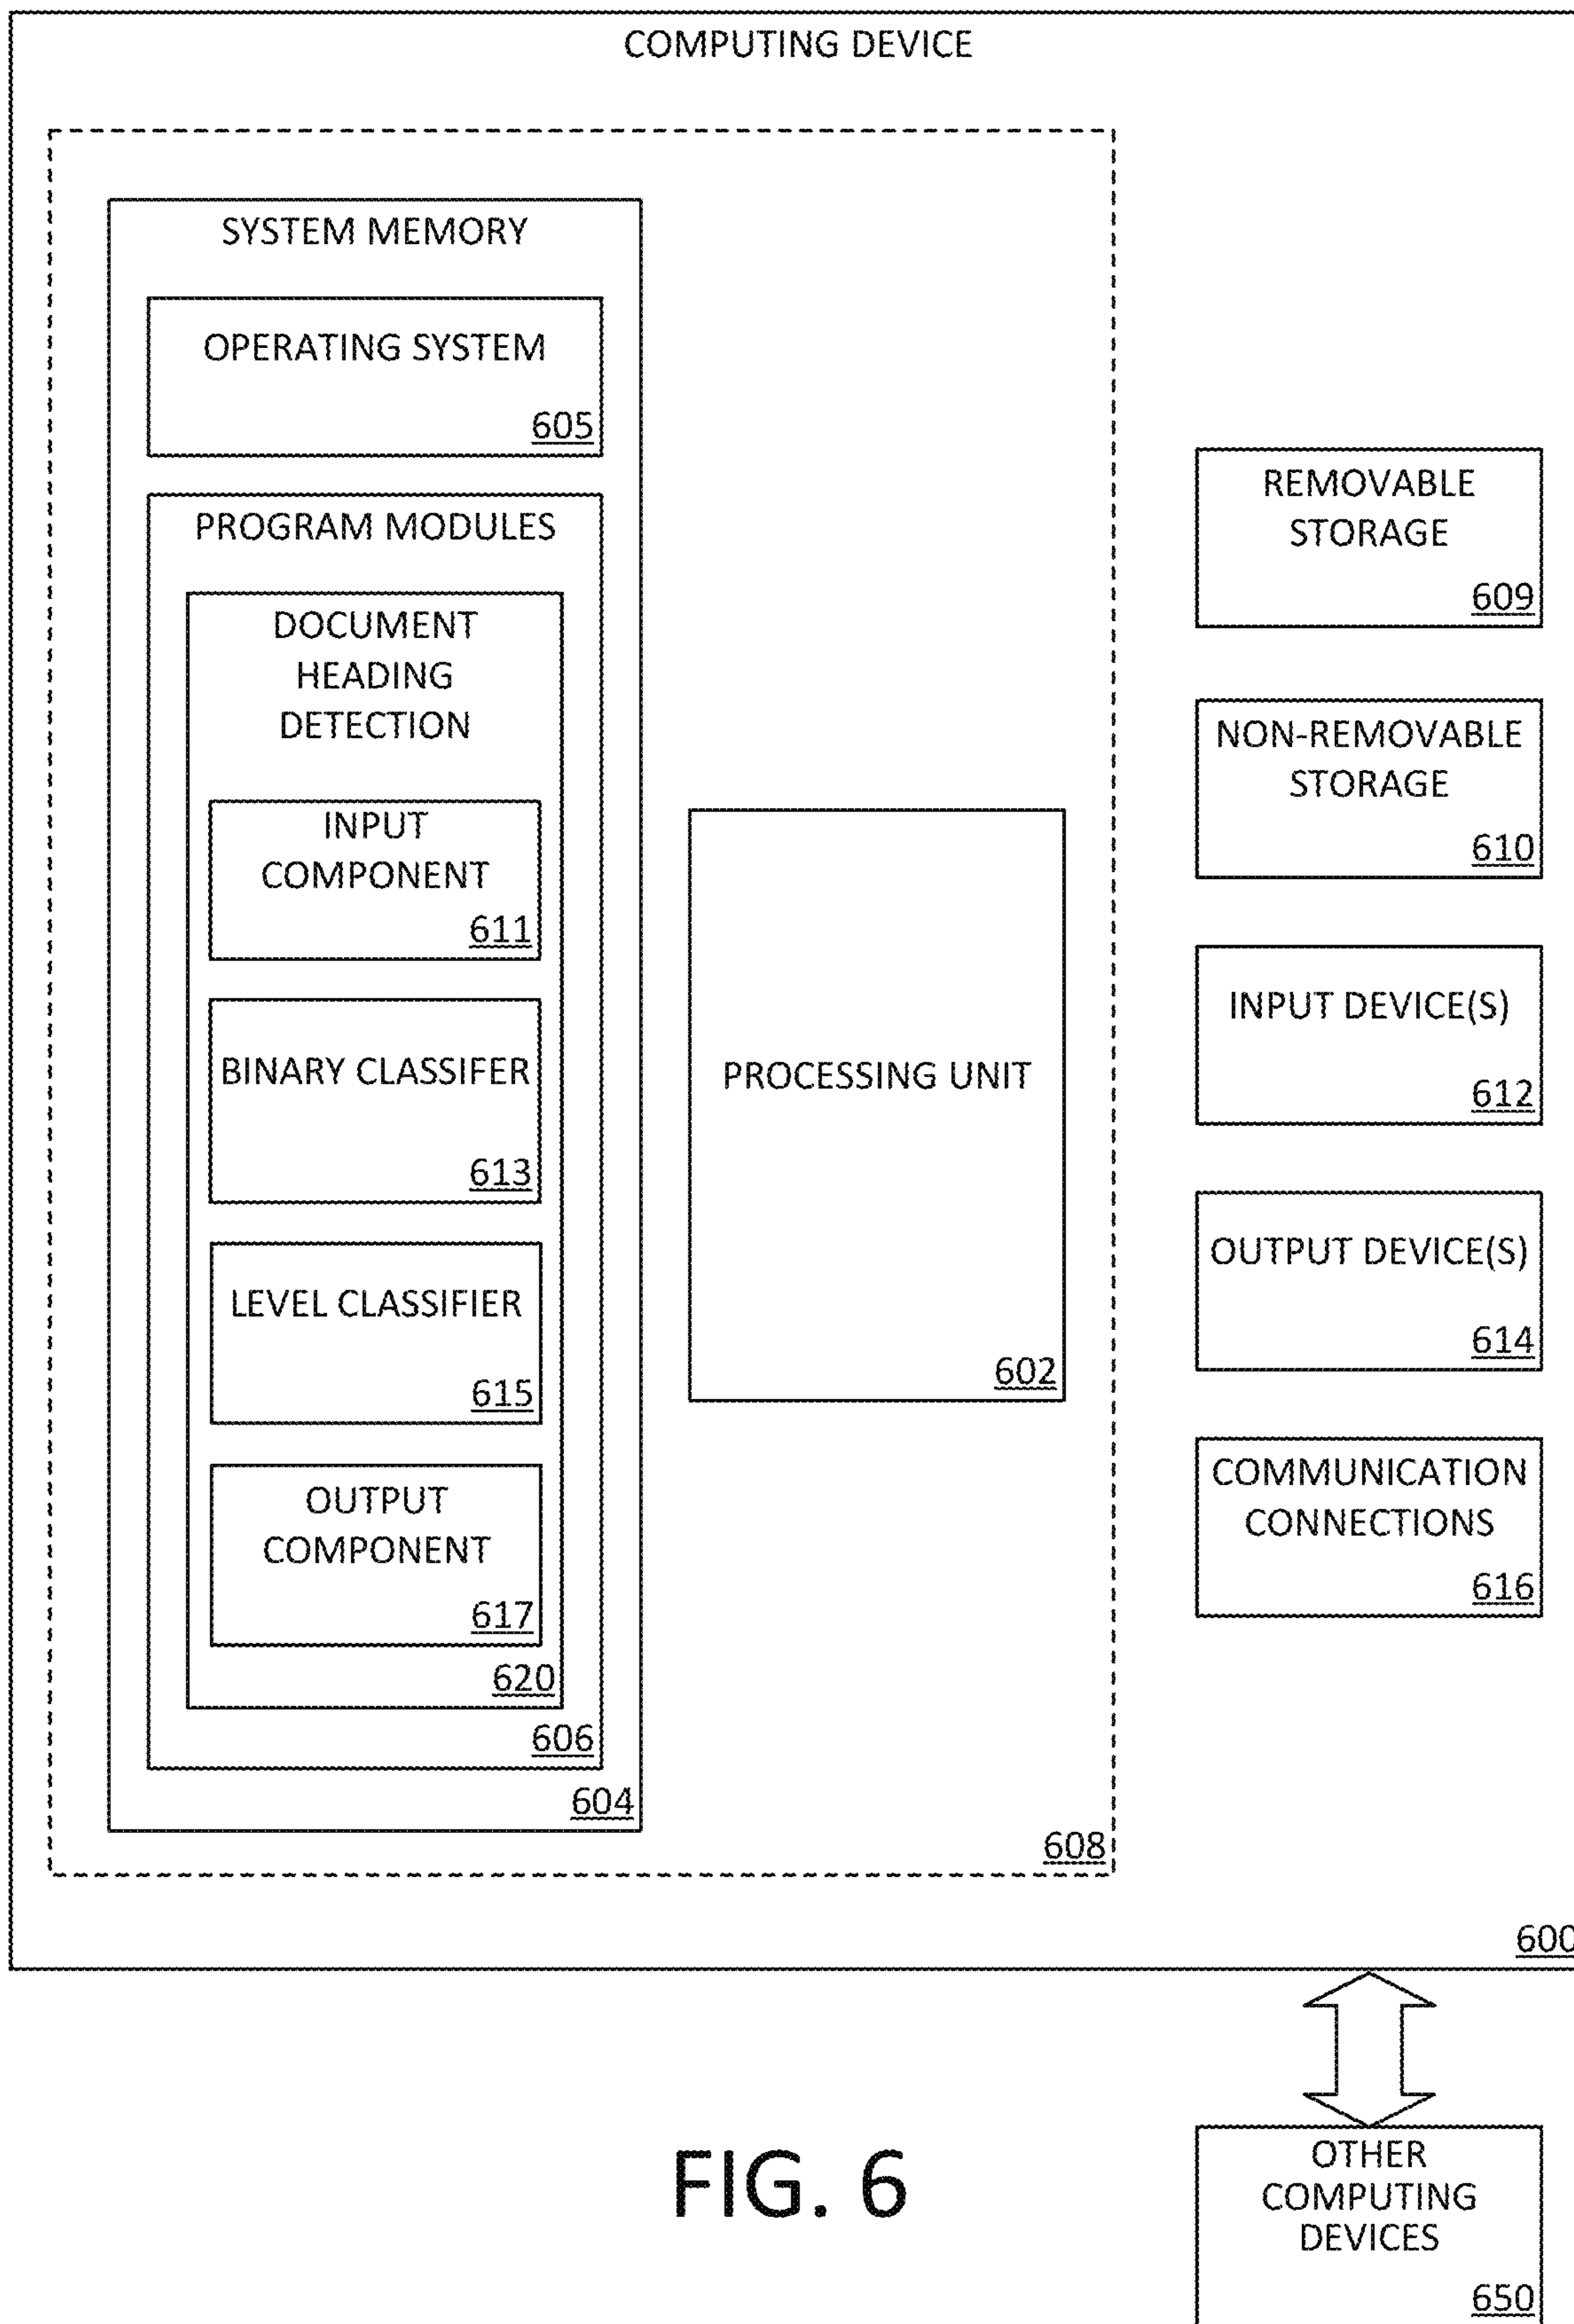 COMPUTING DEVICE
SYSTEM MEMORY
OPERATING SYSTEM
605
PROGRAM MODULES
DOCUMENT
HEADING
DETECTION
INPUT
COMPONENT
611
BINARY CLASSIFER
613
LEVEL CLASSIFIER
615
OUTPUT
COMPONENT
617
620
606
604
PROCESSING UNIT
602
608
REMOVABLE
STORAGE
609
NON-REMOVABLE
STORAGE
610
INPUT DEVICE(S)
612
OUTPUT DEVICE(S)
614
COMMUNICATION
CONNECTIONS
616
600
OTHER
COMPUTING
DEVICES
650
FIG. 6